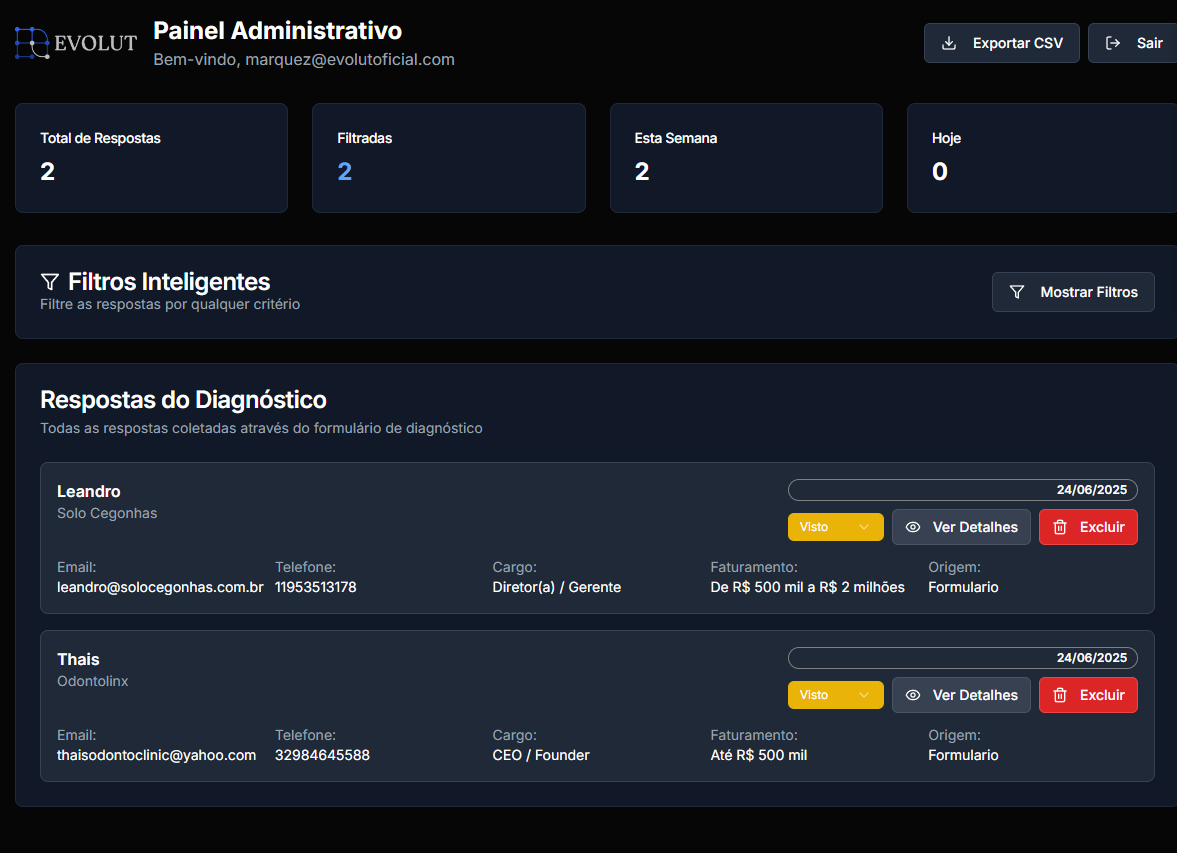 EVOLUT
Painel Administrativo
Bem-vindo, marquez@evolutoficial.com
Exportar CSV
Sair
Total de Respostas
2
Filtradas
2
Esta Semana
2
Hoje
0
Filtros Inteligentes
Filtre as respostas por qualquer critério
Mostrar Filtros
Respostas do Diagnóstico
Todas as respostas coletadas através do formulário de diagnóstico
Leandro
Solo Cegonhas
24/06/2025
Visto
Ver Detalhes
Excluir
Email: Telefone: Cargo: Faturamento: Origem:
leandro@solocegonhas.com.br 11953513178 Diretor(a) / Gerente De R$ 500 mil a R$ 2 milhões Formulario
Thais
Odontolinx
24/06/2025
Visto
Ver Detalhes
Excluir
Email: Telefone: Cargo: Faturamento: Origem:
thaisodontoclinic@yahoo.com 32984645588 CEO / Founder Até R$ 500 mil Formulario